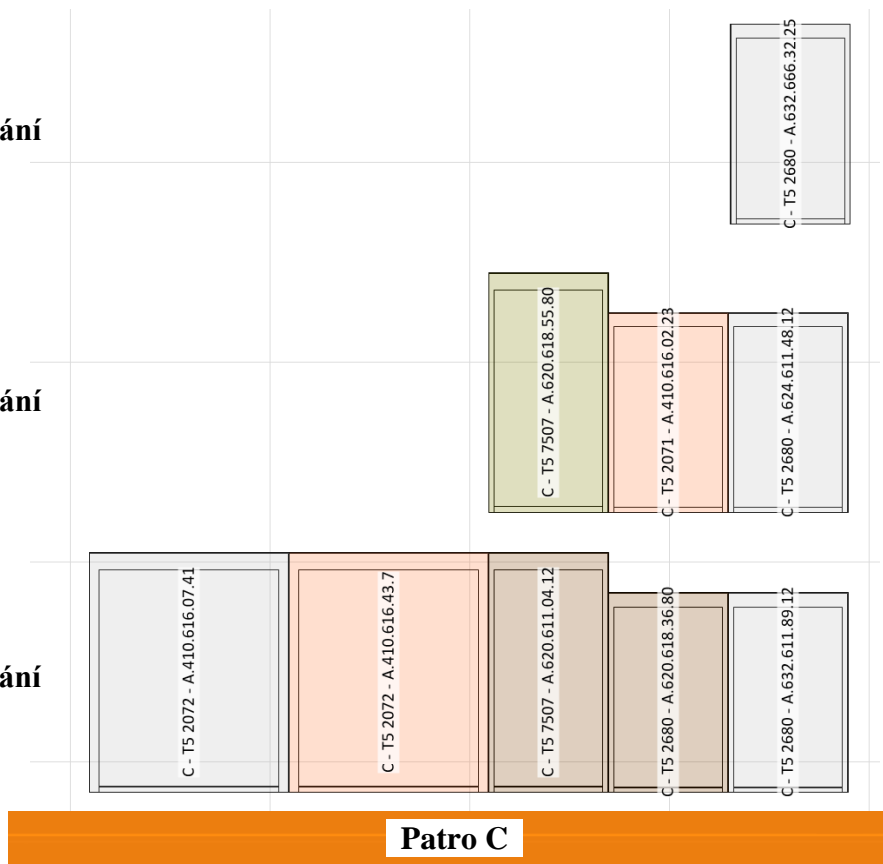 ání
C - T5 2680 - A.632.666.32.25
ání
C - T5 7507 - A.620.618.55.80
C - T5 2071 - A.410.616.02.23
C - T5 2680 - A.624.611.48.12
ání
C - T5 2072 - A.410.616.07.41
C - T5 2072 - A.410.616.43.7
C - T5 7507 - A.620.611.04.12
C - T5 2680 - A.620.618.36.80
C - T5 2680 - A.632.611.89.12
Patro C